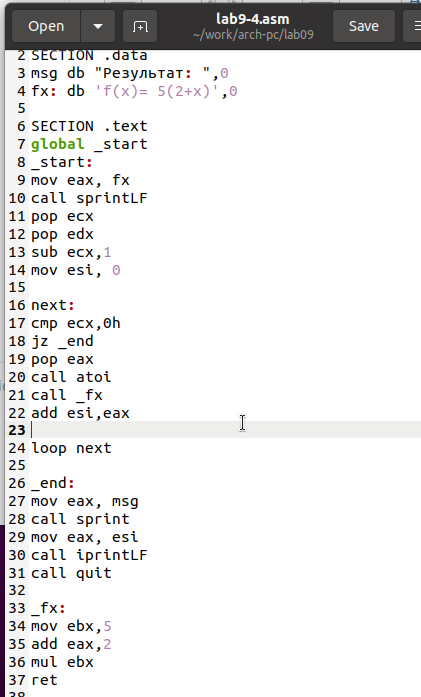 Open
lab9-4.asm
~/work/arch-pc/lab09
Save
2 SECTION .data
3 msg db "Результат: ",0
4 fx: db 'f(x)= 5(2+x)',0
5
6 SECTION .text
7 global _start
8 _start:
9 mov eax, fx
10 call sprintLF
11 pop ecx
12 pop edx
13 sub ecx,1
14 mov esi, 0
15
16 next:
17 cmp ecx,0h
18 jz _end
19 pop eax
20 call atoi
21 call _fx
22 add esi,eax
23
24 loop next
25
26 _end:
27 mov eax, msg
28 call sprint
29 mov eax, esi
30 call iprintLF
31 call quit
32
33 _fx:
34 mov ebx,5
35 add eax,2
36 mul ebx
37 ret
38